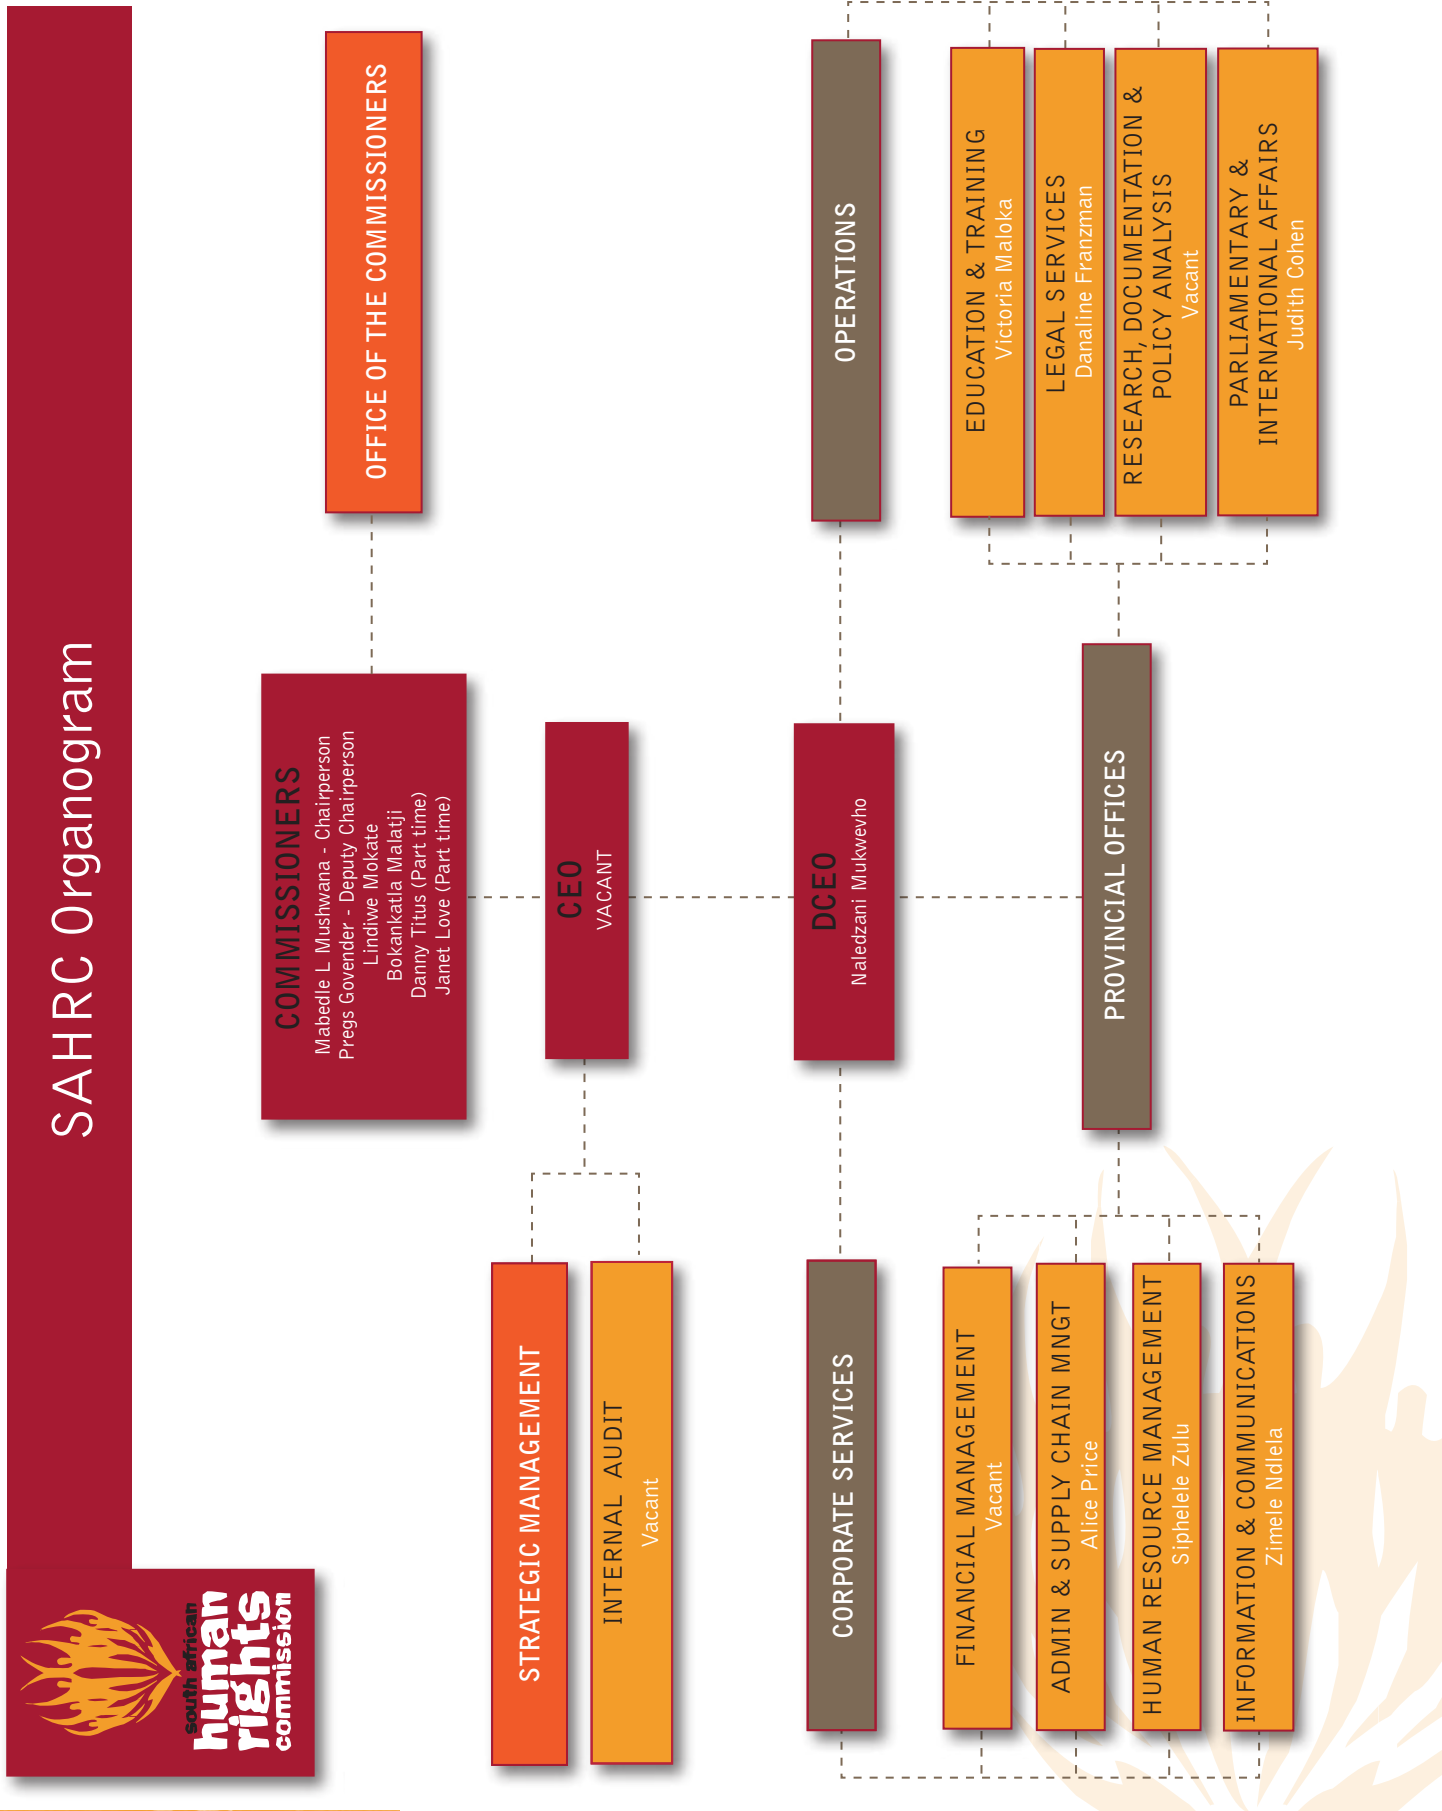 south african
human
rights
commission
SAHRC Organogram
COMMISSIONERS
Mabedle L Mushwana - Chairperson
Pregs Govender - Deputy Chairperson
Lindiwe Mokate
Bokankatla Malatji
Danny Titus (Part time)
Janet Love (Part time)
OFFICE OF THE COMMISSIONERS
STRATEGIC MANAGEMENT
INTERNAL AUDIT
Vacant
CEO
VACANT
CORPORATE SERVICES
DCEO
Naledzani Mukwevho
OPERATIONS
FINANCIAL MANAGEMENT
Vacant
ADMIN & SUPPLY CHAIN MNGT
Alice Price
HUMAN RESOURCE MANAGEMENT
Siphelele Zulu
INFORMATION & COMMUNICATIONS
Zimele Ndlela
PROVINCIAL OFFICES
EDUCATION & TRAINING
Victoria Maloka
LEGAL SERVICES
Danaline Franzman
RESEARCH, DOCUMENTATION &
POLICY ANALYSIS
Vacant
PARLIAMENTARY &
INTERNATIONAL AFFAIRS
Judith Cohen